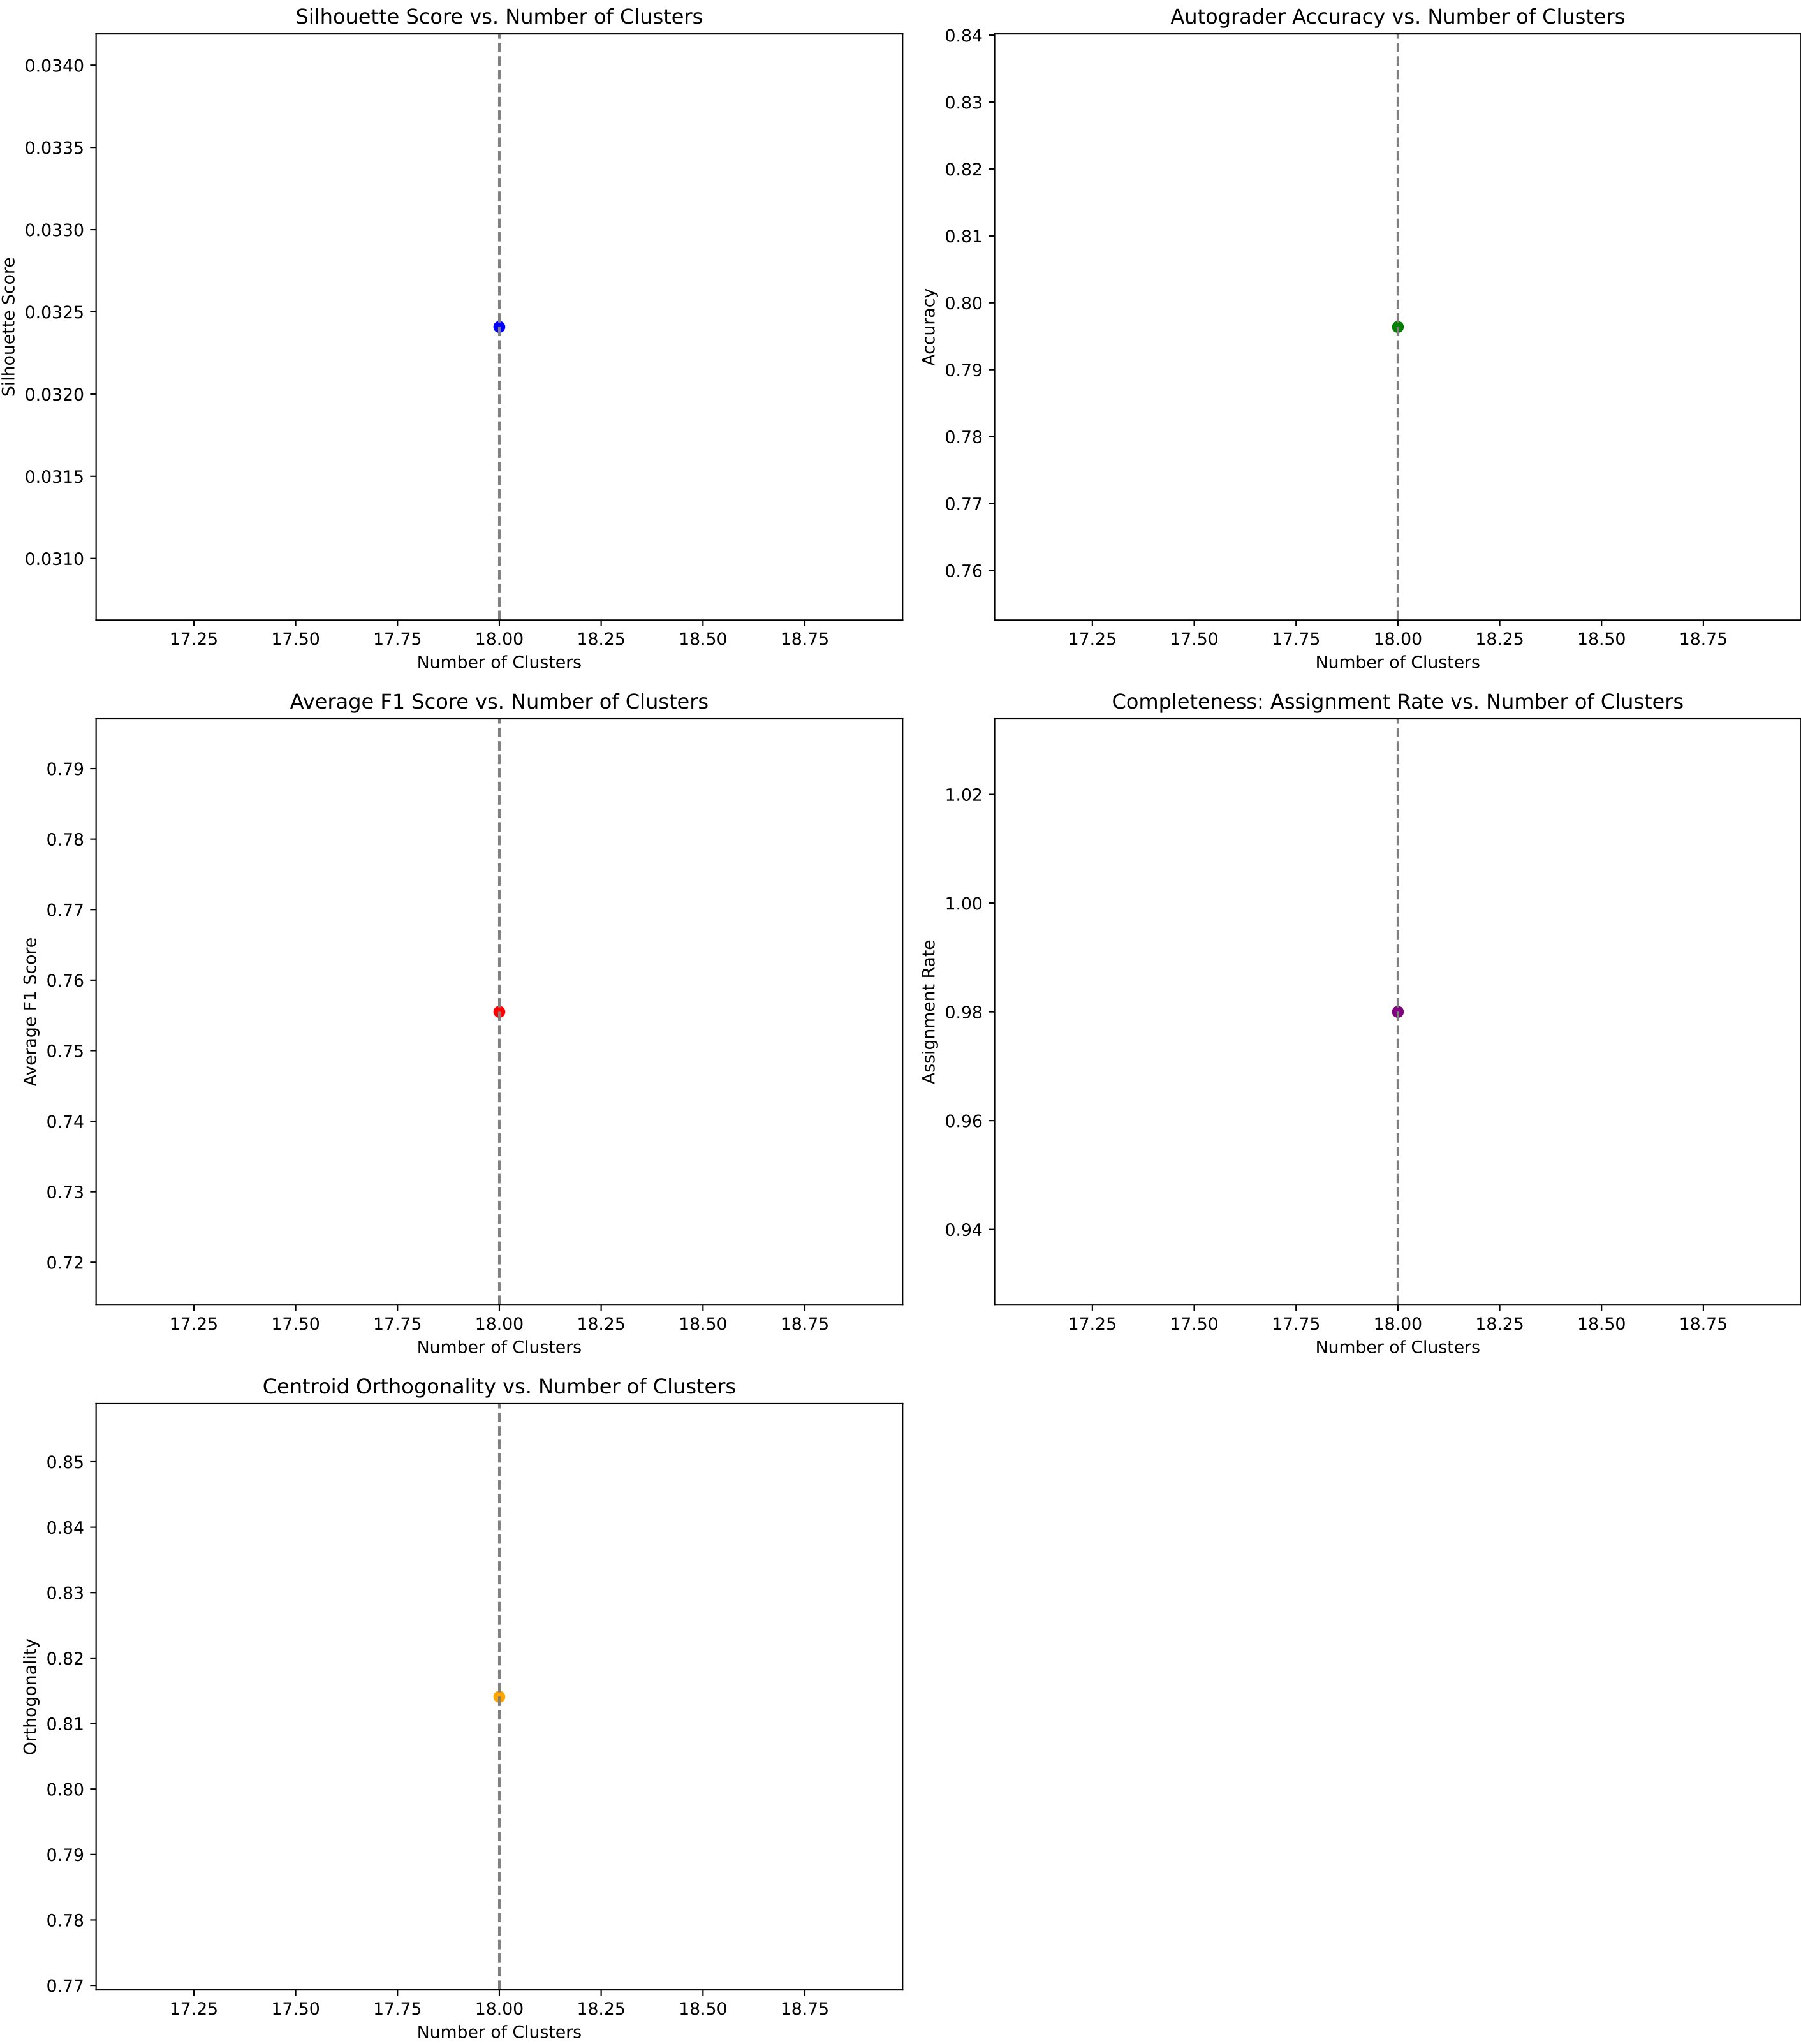 Silhouette Score vs. Number of Clusters
Silhouette Score
0.0340
0.0335
0.0330
0.0325
0.0320
0.0315
0.0310
17.25 17.50 17.75 18.00 18.25 18.50 18.75
Number of Clusters
Autograder Accuracy vs. Number of Clusters
Accuracy
0.84
0.83
0.82
0.81
0.80
0.79
0.78
0.77
0.76
17.25 17.50 17.75 18.00 18.25 18.50 18.75
Number of Clusters
Average F1 Score vs. Number of Clusters
Average F1 Score
0.79
0.78
0.77
0.76
0.75
0.74
0.73
0.72
17.25 17.50 17.75 18.00 18.25 18.50 18.75
Number of Clusters
Completeness: Assignment Rate vs. Number of Clusters
Assignment Rate
1.02
1.00
0.98
0.96
0.94
17.25 17.50 17.75 18.00 18.25 18.50 18.75
Number of Clusters
Centroid Orthogonality vs. Number of Clusters
Orthogonality
0.85
0.84
0.83
0.82
0.81
0.80
0.79
0.78
0.77
17.25 17.50 17.75 18.00 18.25 18.50 18.75
Number of Clusters